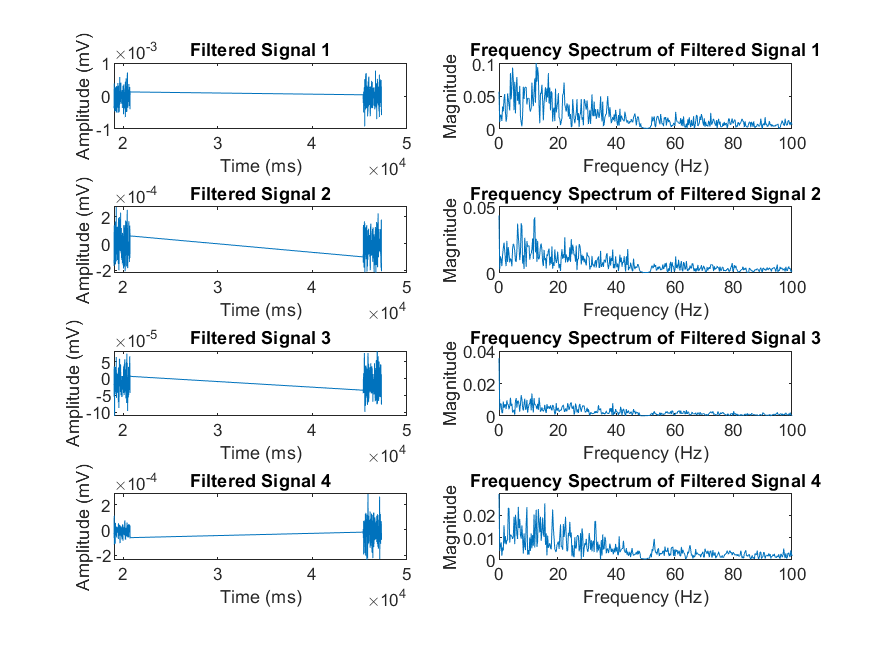 Filtered Signal 1
×10^-3
Amplitude (mV)
1
0
-1
2 3 4 5
Time (ms)
×10^4
Frequency Spectrum of Filtered Signal 1
Magnitude
0.1
0.05
0
0 20 40 60 80 100
Frequency (Hz)
Filtered Signal 2
×10^-4
Amplitude (mV)
2
0
-2
2 3 4 5
Time (ms)
×10^4
Frequency Spectrum of Filtered Signal 2
Magnitude
0.05
0
0 20 40 60 80 100
Frequency (Hz)
Filtered Signal 3
×10^-5
Amplitude (mV)
5
0
-5
-10
2 3 4 5
Time (ms)
×10^4
Frequency Spectrum of Filtered Signal 3
Magnitude
0.04
0.02
0
0 20 40 60 80 100
Frequency (Hz)
Filtered Signal 4
×10^-4
Amplitude (mV)
2
0
-2
2 3 4 5
Time (ms)
×10^4
Frequency Spectrum of Filtered Signal 4
Magnitude
0.02
0.01
0
0 20 40 60 80 100
Frequency (Hz)